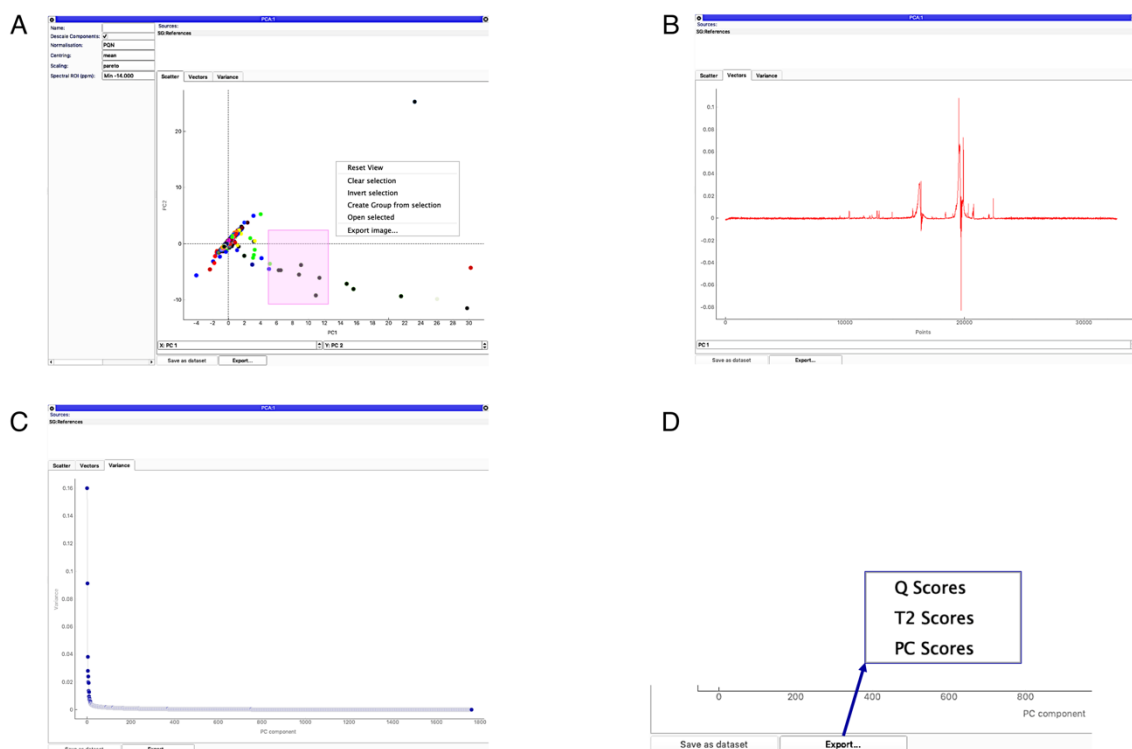 A
PCA:1
Name:
Descale Components:
Normalisation: PQN
Centring: mean
Scaling: pareto
Spectral ROI (ppm): Min -14.000
Sources:
SG:References
Scatter Vectors Variance
20
10
0
-10
PC2
-4 -2 0 2 4 6 8 10 12 14 16 18 20 22 24 26 28 30
PC1
Reset View
Clear selection
Invert selection
Create Group from selection
Open selected
Export image...
X: PC 1 Y: PC 2
Save as dataset Export...
B
PCA:1
Sources:
SG:References
Scatter Vectors Variance
0.1
0.08
0.06
0.04
0.02
0
-0.02
-0.04
-0.06
-0.08
0 10000 20000 30000
Points
PC 1
Save as dataset Export...
C
PCA:1
Sources:
SG:References
Scatter Vectors Variance
0.16
0.14
0.12
0.1
0.08
0.06
0.04
0.02
0
Variance
0 200 400 600 800 1000 1200 1400 1600 1800
PC component
Save as dataset Export...
D
Q Scores
T2 Scores
PC Scores
0 200 400 600 800
PC component
Save as dataset Export...